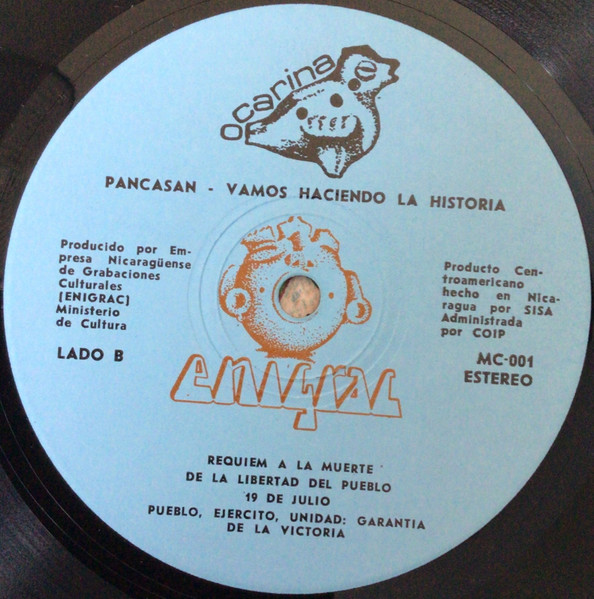 Ocarina
PANCASAN - VAMOS HACIENDO LA HISTORIA
Producido por Em-
presa Nicaragüense
de Grabaciones
Culturales
(ENIGRAC)
Ministerio
de Cultura
LADO B
Producto Cen-
troamericano
hecho en Nica-
ragua por SISA
Administrada
por COIP
MC-001
ESTEREO
enigrac
REQUIEM A LA MUERTE
DE LA LIBERTAD DEL PUEBLO
19 DE JULIO
PUEBLO, EJERCITO, UNIDAD: GARANTIA
DE LA VICTORIA